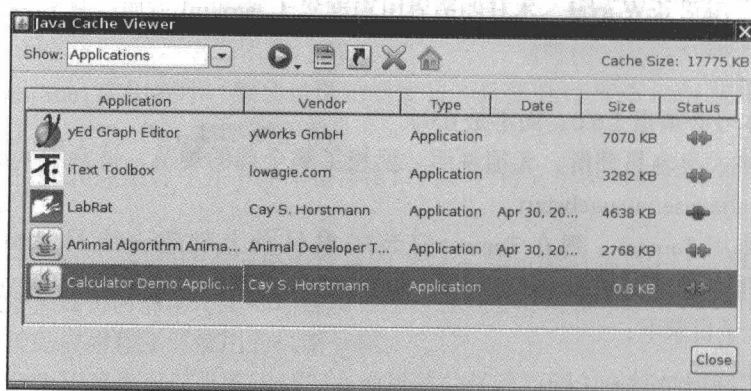 Java Cache Viewer
Show: Applications Cache Size: 17775 KB
Application Vendor Type Date Size Status
yEd Graph Editor yWorks GmbH Application 7070 KB
iText Toolbox lowagie.com Application 3282 KB
LabRat Cay S. Horstmann Application Apr 30, 20... 4638 KB
Animal Algorithm Anima... Animal Developer T... Application Apr 30, 20... 2768 KB
Calculator Demo Applic... Cay S. Horstmann Application 0.8 KB
Close